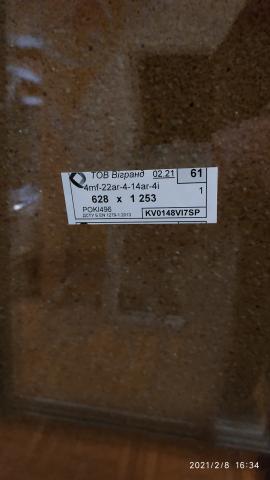 ТОВ Вігранд 02.21 61
4mf-22ar-4-14ar-4i 1
628 x 1 253
POKI496
ДСТУ Б EN 1279-1:2013 KV0148VI7SP
2021/2/8 16:34